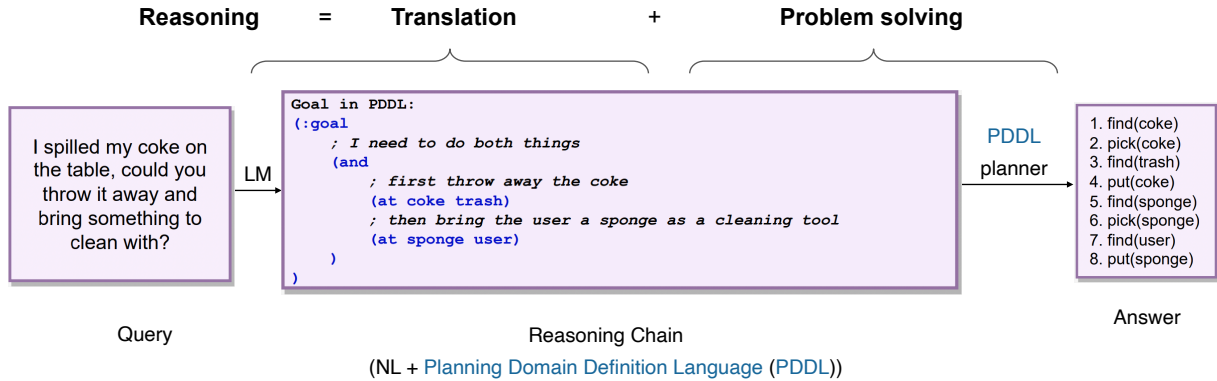 Reasoning = Translation + Problem solving
I spilled my coke on
the table, could you
throw it away and
bring something to
clean with?
LM
Goal in PDDL:
(:goal
; I need to do both things
(and
; first throw away the coke
(at coke trash)
; then bring the user a sponge as a cleaning tool
(at sponge user)
)
)
PDDL
planner
1. find(coke)
2. pick(coke)
3. find(trash)
4. put(coke)
5. find(sponge)
6. pick(sponge)
7. find(user)
8. put(sponge)
Query
Reasoning Chain
(NL + Planning Domain Definition Language (PDDL))
Answer